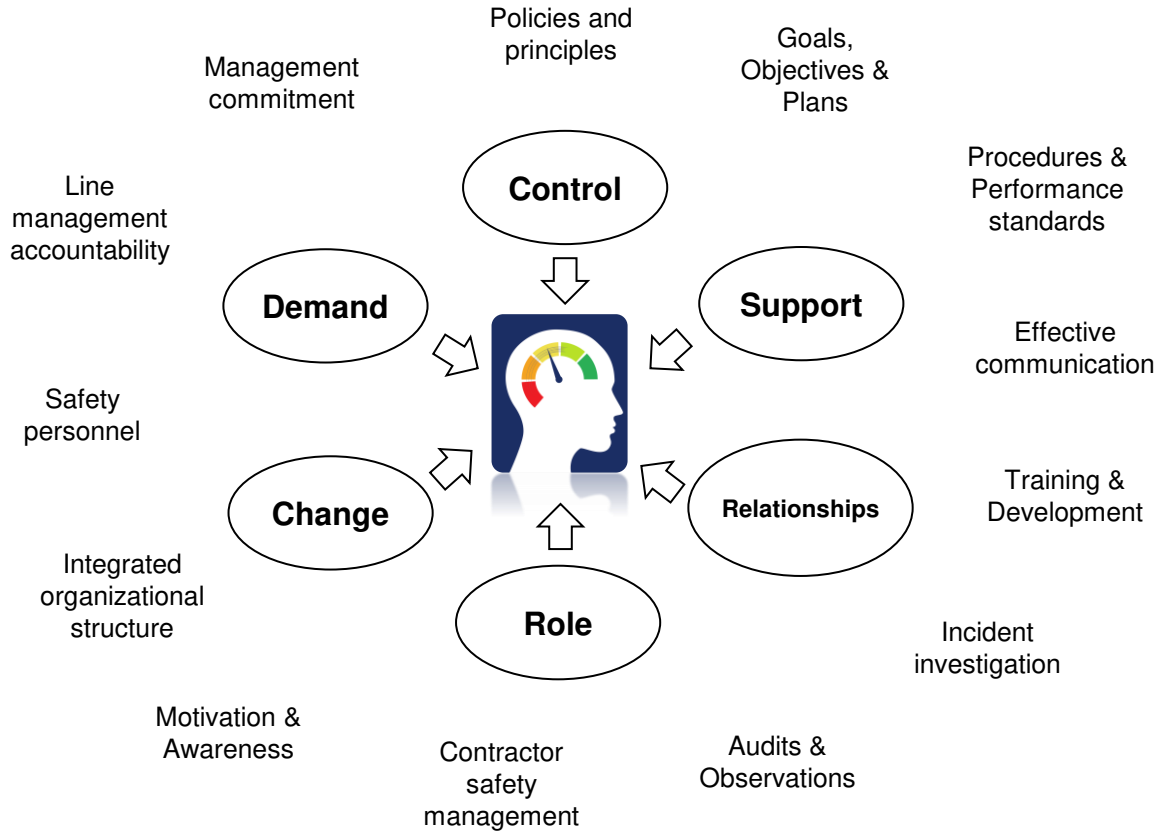 Policies and
principles
Goals,
Objectives &
Plans
Management
commitment
Procedures &
Performance
standards
Line
management
accountability
Control
Demand
Support
Effective
communication
Safety
personnel
Change
Relationships
Training &
Development
Integrated
organizational
structure
Role
Incident
investigation
Motivation &
Awareness
Contractor
safety
management
Audits &
Observations